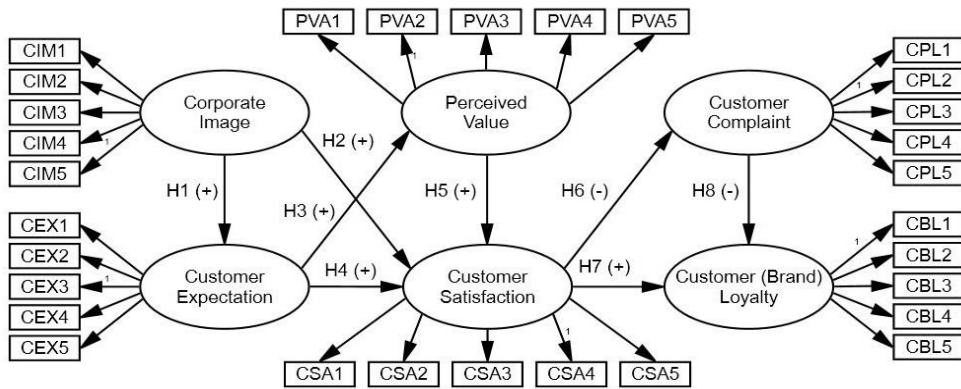 PVA1 PVA2 PVA3 PVA4 PVA5
CIM1
CIM2
CIM3
CIM4
CIM5
1
Corporate
Image
1
Perceived
Value
Customer
Complaint
CPL1
CPL2
CPL3
CPL4
CPL5
1
H2 (+)
H1 (+)
H3 (+)
H5 (+)
H6 (-)
H8 (-)
CEX1
CEX2
CEX3
CEX4
CEX5
1
Customer
Expectation
H4 (+)
Customer
Satisfaction
H7 (+)
Customer (Brand)
Loyalty
1
CBL1
CBL2
CBL3
CBL4
CBL5
1
CSA1 CSA2 CSA3 CSA4 CSA5